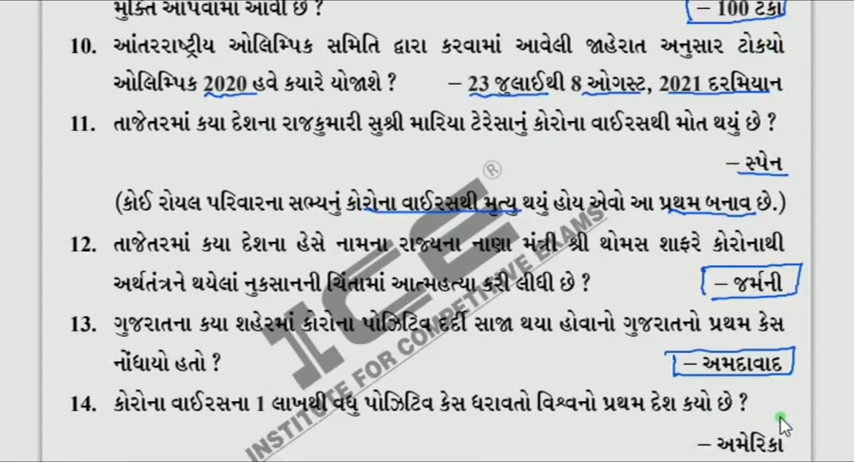 મુક્તિ આપવામાં આવી છે ?
– 100 ટકા
10. આંતરરાષ્ટ્રીય ઓલિમ્પિક સમિતિ દ્વારા કરવામાં આવેલી જાહેરાત અનુસાર ટોકયો
ઓલિમ્પિક 2020 હવે કયારે યોજાશે ? – 23 જુલાઈથી 8 ઓગસ્ટ, 2021 દરમિયાન
11. તાજેતરમાં કયા દેશના રાજકુમારી સુશ્રી મારિયા ટેરેસાનું કોરોના વાઈરસથી મોત થયું છે ?
– સ્પેન
(કોઈ રોયલ પરિવારના સભ્યનું કોરોના વાઈરસથી મૃત્યુ થયું હોય એવો આ પ્રથમ બનાવ છે.)
12. તાજેતરમાં કયા દેશના હેસે નામના રાજ્યના નાણા મંત્રી શ્રી થોમસ શાફરે કોરોનાથી
અર્થતંત્રને થયેલાં નુકસાનની ચિંતામાં આત્મહત્યા કરી લીધી છે ? – જર્મની
13. ગુજરાતના કયા શહેરમાં કોરોના પોઝિટિવ દર્દી સાજા થયા હોવાનો ગુજરાતનો પ્રથમ કેસ
નોંધાયો હતો ? – અમદાવાદ
14. કોરોના વાઈરસના 1 લાખથી વધુ પોઝિટિવ કેસ ધરાવતો વિશ્વનો પ્રથમ દેશ કયો છે ?
– અમેરિકા
ICE ®
INSTITUTE FOR COMPETITIVE EXAMS